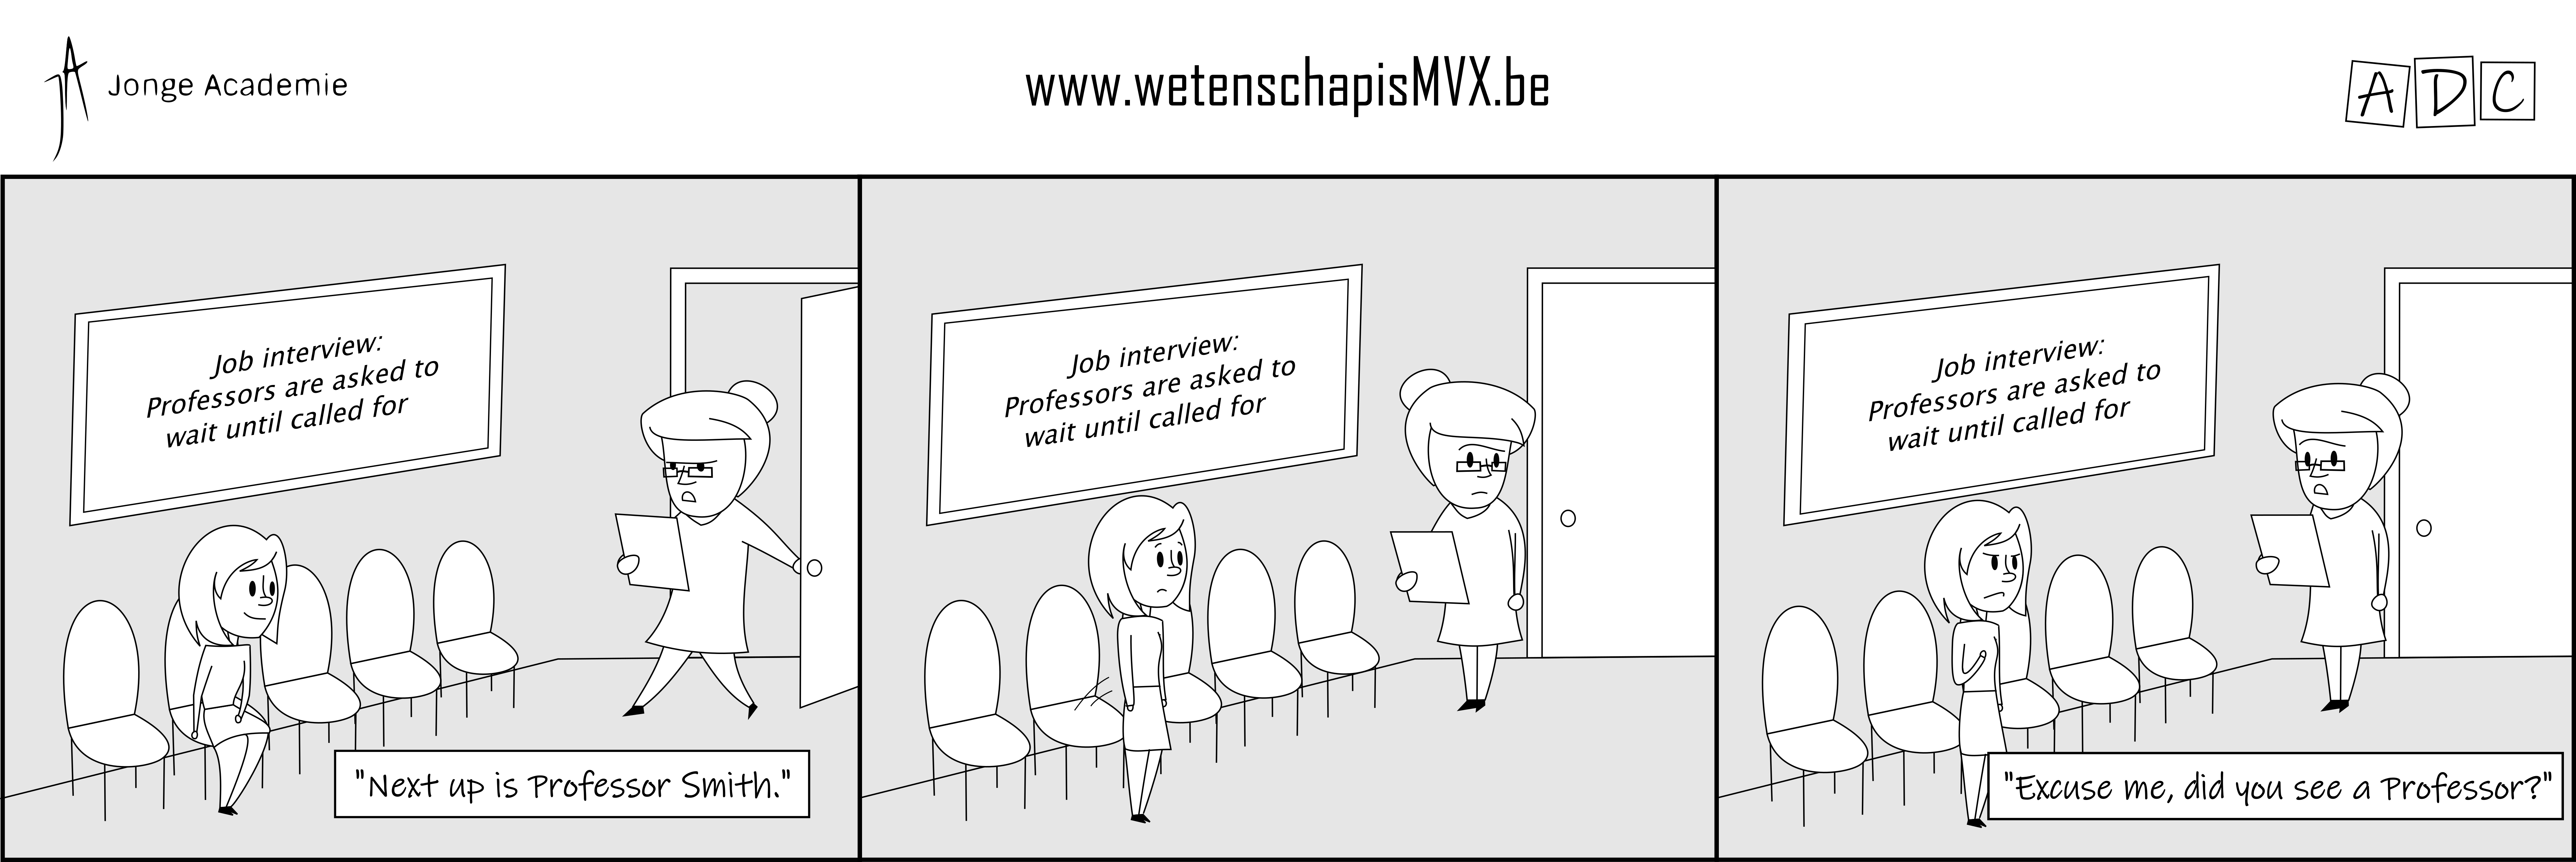 Jonge Academie
www.wetenschapisMVX.be
ADC
Job interview:
Professors are asked to
wait until called for
"Next up is Professor Smith."
Job interview:
Professors are asked to
wait until called for
Job interview:
Professors are asked to
wait until called for
"Excuse me, did you see a Professor?"